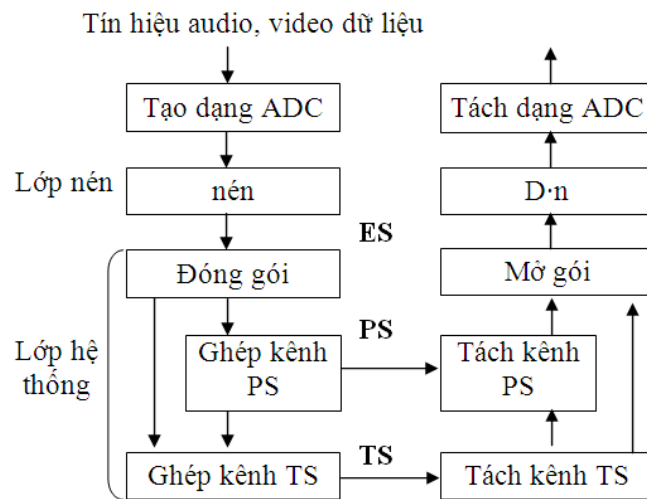 Tín hiệu audio, video dữ liệu
Tạo dạng ADC
Tách dạng ADC
Lớp nén
nén
D·n
ES
Đóng gói
Mở gói
Lớp hệ
thống
PS
Ghép kênh
PS
Tách kênh
PS
TS
Ghép kênh TS
Tách kênh TS